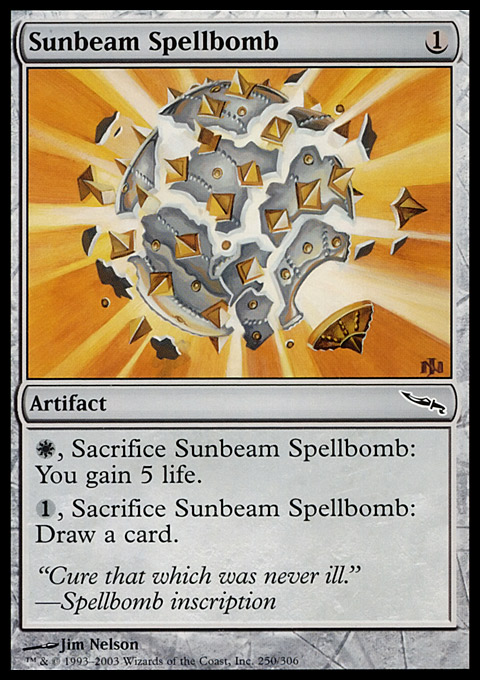 Sunbeam Spellbomb 1
Artifact
, Sacrifice Sunbeam Spellbomb:
You gain 5 life.
1, Sacrifice Sunbeam Spellbomb:
Draw a card.
“Cure that which was never ill.”
—Spellbomb inscription
Jim Nelson
™ & © 1993–2003 Wizards of the Coast, Inc. 250/306